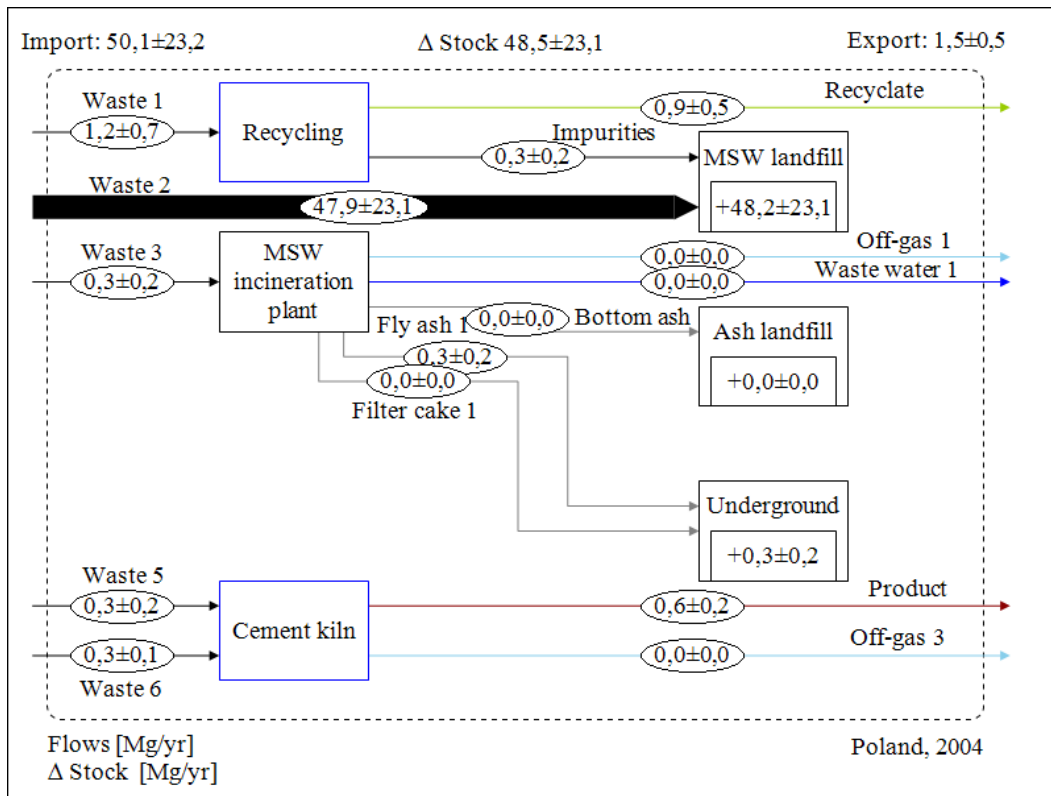 Import: 50,1±23,2
Δ Stock 48,5±23,1
Export: 1,5±0,5
Waste 1
1,2±0,7
Recycling
0,9±0,5
Recyclate
Impurities
0,3±0,2
MSW landfill
+48,2±23,1
Waste 2
47,9±23,1
Waste 3
0,3±0,2
MSW
incineration
plant
0,0±0,0
Off-gas 1
0,0±0,0
Waste water 1
Fly ash 1
0,0±0,0
Bottom ash
0,3±0,2
0,0±0,0
Filter cake 1
Ash landfill
+0,0±0,0
Underground
+0,3±0,2
Waste 5
0,3±0,2
0,3±0,1
Waste 6
Cement kiln
0,6±0,2
Product
0,0±0,0
Off-gas 3
Flows [Mg/yr]
Δ Stock [Mg/yr]
Poland, 2004